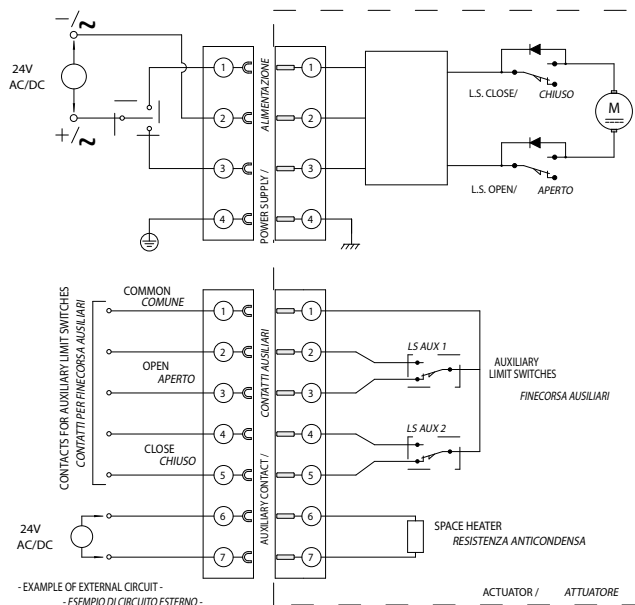 −/~
24V
AC/DC
+/~
1
2
3
4
POWER SUPPLY / ALIMENTAZIONE
1
2
3
4
L.S. CLOSE/ CHIUSO
L.S. OPEN/ APERTO
M
CONTACTS FOR AUXILIARY LIMIT SWITCHES
CONTATTI PER FINECORSA AUSILIARI
COMMON
COMUNE
OPEN
APERTO
CLOSE
CHIUSO
24V
AC/DC
1
2
3
4
5
6
7
AUXILIARY CONTACT / CONTATTI AUSILIARI
1
2
3
4
5
6
7
LS AUX 1
LS AUX 2
AUXILIARY
LIMIT SWITCHES
FINECORSA AUSILIARI
SPACE HEATER
RESISTENZA ANTICONDENSA
- EXAMPLE OF EXTERNAL CIRCUIT -
- ESEMPIO DI CIRCUITO ESTERNO -
ACTUATOR / ATTUATORE